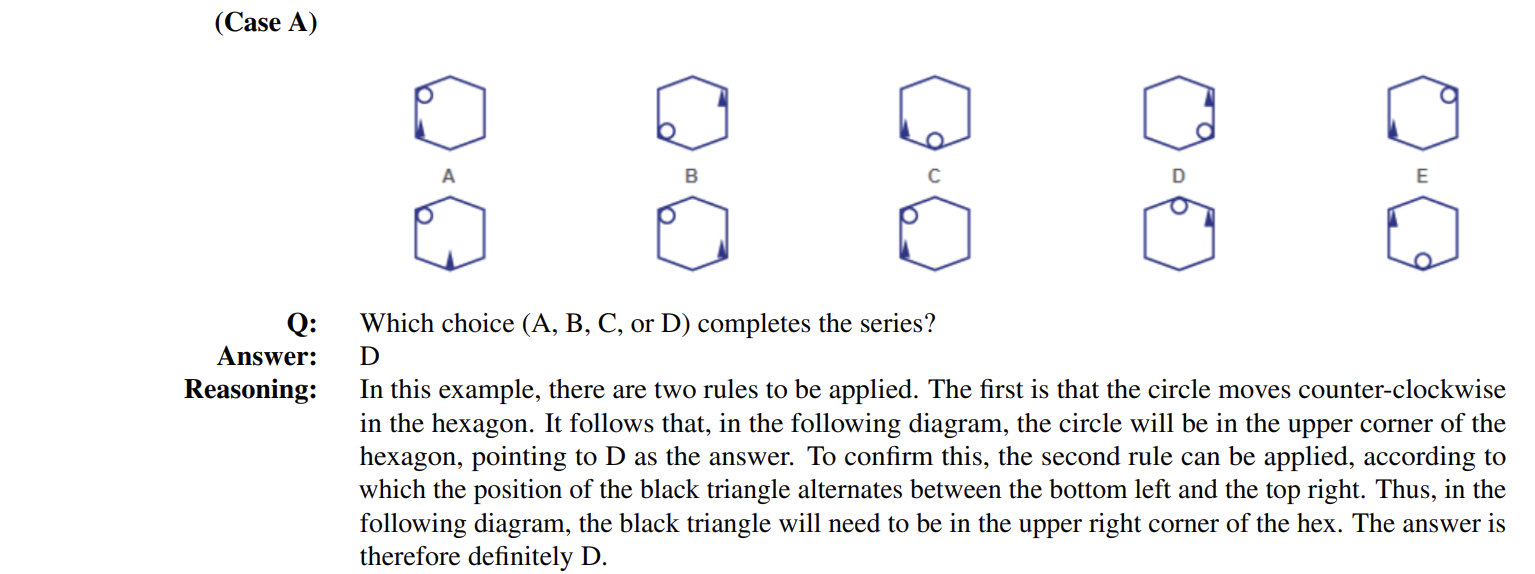 (Case A)
A B C D E
Q: Which choice (A, B, C, or D) completes the series?
Answer: D
Reasoning: In this example, there are two rules to be applied. The first is that the circle moves counter-clockwise
in the hexagon. It follows that, in the following diagram, the circle will be in the upper corner of the
hexagon, pointing to D as the answer. To confirm this, the second rule can be applied, according to
which the position of the black triangle alternates between the bottom left and the top right. Thus, in the
following diagram, the black triangle will need to be in the upper right corner of the hex. The answer is
therefore definitely D.